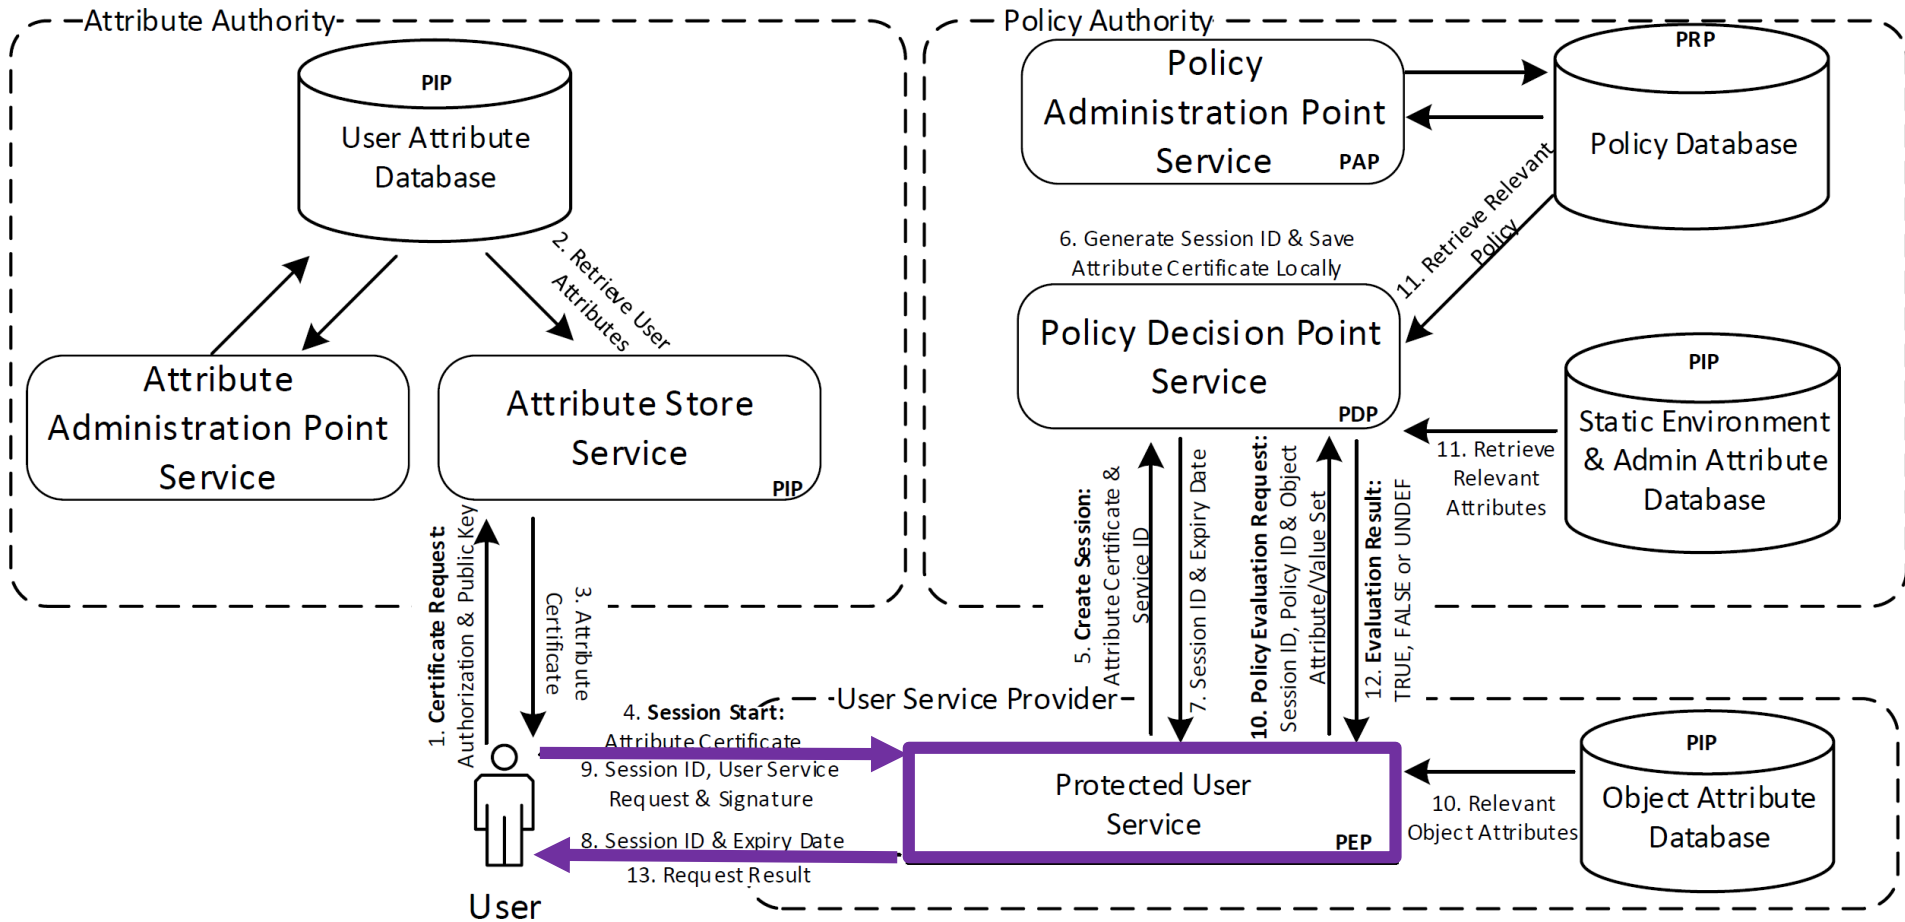 Attribute Authority
PIP
User Attribute
Database
2. Retrieve User
Attributes
Attribute
Administration Point
Service
Attribute Store
Service
PIP
1. Certificate Request:
Authorization & Public Key
3. Attribute
Certificate
Policy Authority
Policy
Administration Point
Service
PAP
PRP
Policy Database
11. Retrieve Relevant
Policy
6. Generate Session ID & Save
Attribute Certificate Locally
Policy Decision Point
Service
PDP
PIP
Static Environment
& Admin Attribute
Database
11. Retrieve
Relevant
Attributes
5. Create Session:
Attribute Certificate &
Service ID
7. Session ID & Expiry Date
10. Policy Evaluation Request:
Session ID, Policy ID & Object
Attribute/Value Set
12. Evaluation Result:
TRUE, FALSE or UNDEF
User Service Provider
4. Session Start:
Attribute Certificate
9. Session ID, User Service
Request & Signature
8. Session ID & Expiry Date
13. Request Result
User
Protected User
Service
PEP
10. Relevant
Object Attributes
PIP
Object Attribute
Database